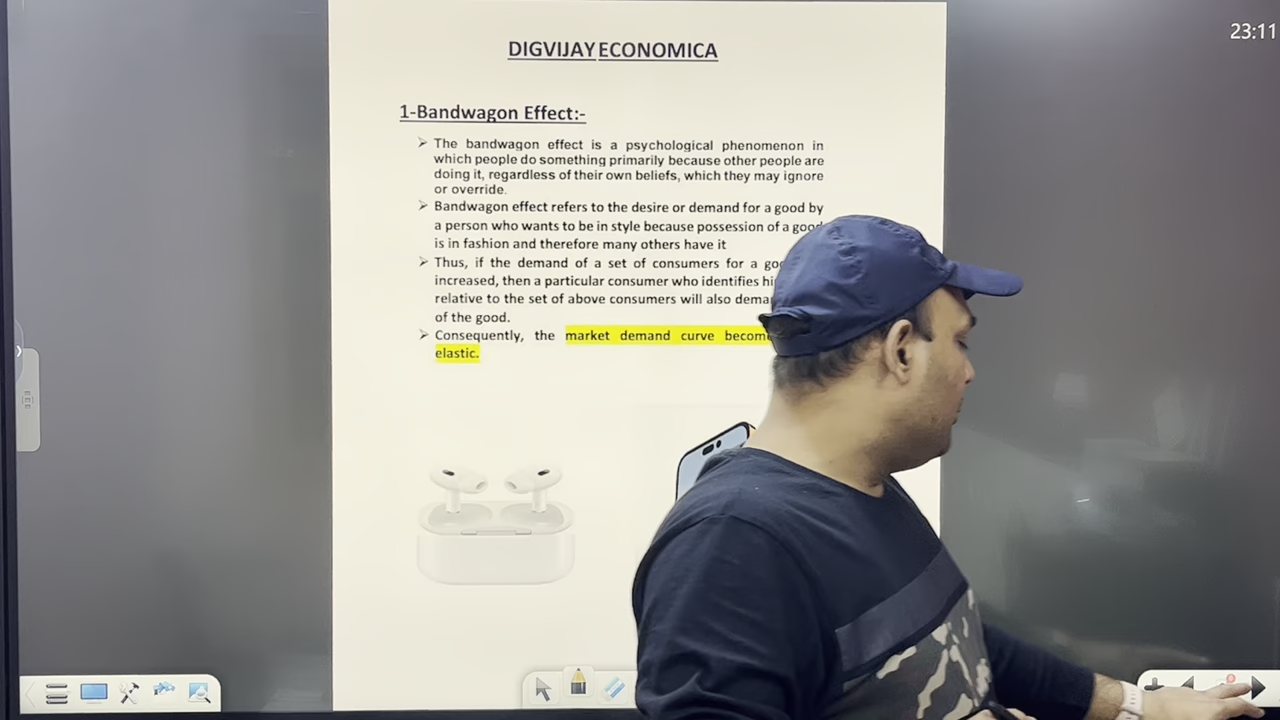 23:11
DIGVIJAY ECONOMICA
1-Bandwagon Effect:-
➢ The bandwagon effect is a psychological phenomenon in
which people do something primarily because other people are
doing it, regardless of their own beliefs, which they may ignore
or override.
➢ Bandwagon effect refers to the desire or demand for a good by
a person who wants to be in style because possession of a good
is in fashion and therefore many others have it
➢ Thus, if the demand of a set of consumers for a
increased, then a particular consumer who identifies
relative to the set of above consumers will also
of the good.
➢ Consequently, the market demand curve
elastic.